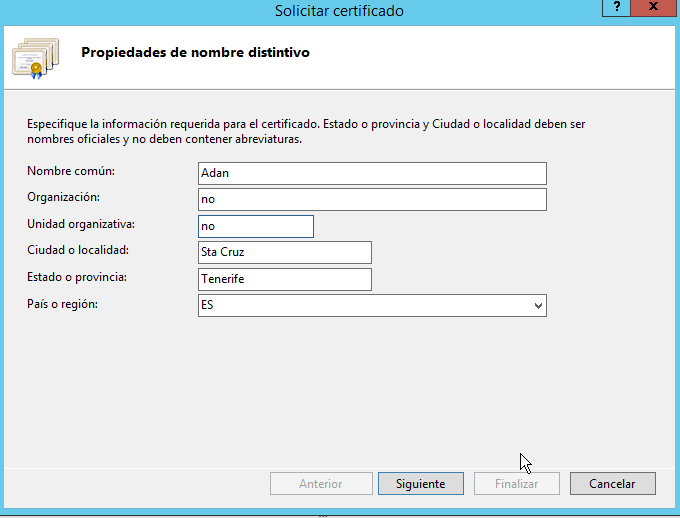 Solicitar certificado
? x
Propiedades de nombre distintivo
Especifique la información requerida para el certificado. Estado o provincia y Ciudad o localidad deben ser
nombres oficiales y no deben contener abreviaturas.
Nombre común: Adan
Organización: no
Unidad organizativa: no
Ciudad o localidad: Sta Cruz
Estado o provincia: Tenerife
País o región: ES
Anterior Siguiente Finalizar Cancelar